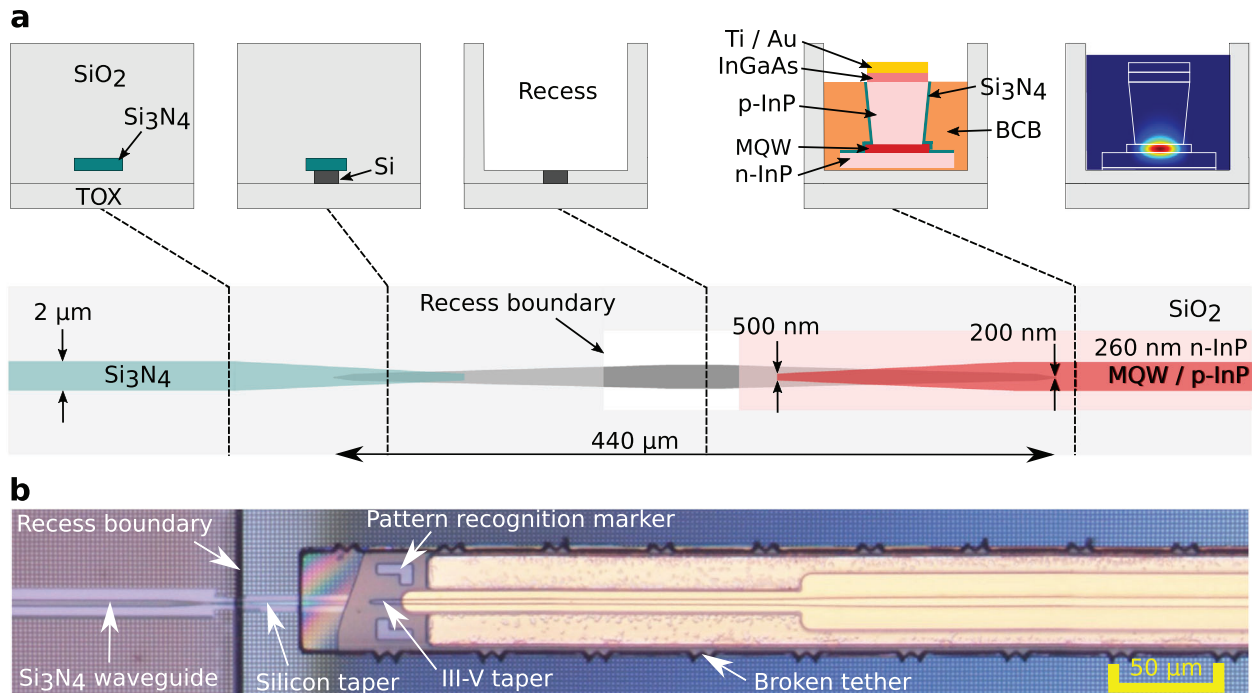 a
SiO2
Si3N4
TOX
Si
Recess
Ti / Au
InGaAs
p-InP
MQW
n-InP
Si3N4
BCB
2 μm
Si3N4
Recess boundary
500 nm
200 nm
SiO2
260 nm n-InP
MQW / p-InP
440 μm
b
Recess boundary
Pattern recognition marker
Si3N4 waveguide
Silicon taper
III-V taper
Broken tether
50 μm